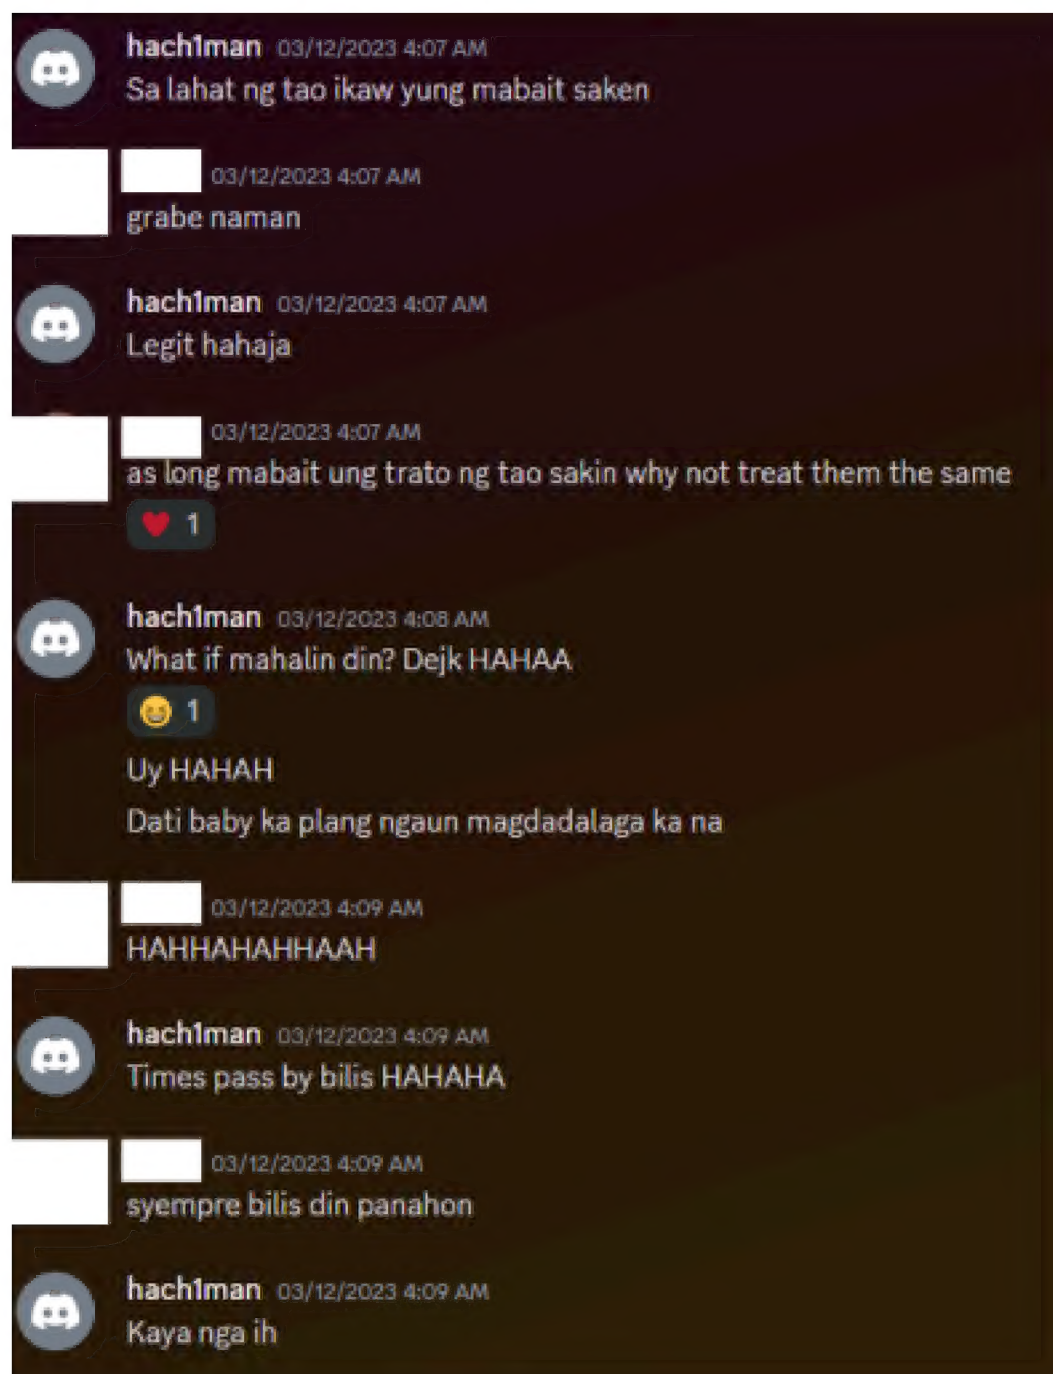 hach1man 03/12/2023 4:07 AM
Sa lahat ng tao ikaw yung mabait saken
03/12/2023 4:07 AM
grabe naman
hach1man 03/12/2023 4:07 AM
Legit hahaja
03/12/2023 4:07 AM
as long mabait ung trato ng tao sakin why not treat them the same
1
hach1man 03/12/2023 4:08 AM
What if mahalin din? Dejk HAHAA
1
Uy HAHAH
Dati baby ka plang ngaun magdadalaga ka na
03/12/2023 4:09 AM
HAHHAHAHHAAH
hach1man 03/12/2023 4:09 AM
Times pass by bilis HAHAHA
03/12/2023 4:09 AM
syempre bilis din panahon
hach1man 03/12/2023 4:09 AM
Kaya nga ih